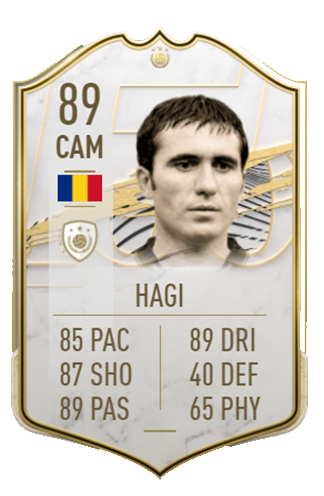 89
CAM
HAGI
85 PAC 89 DRI
87 SHO 40 DEF
89 PAS 65 PHY